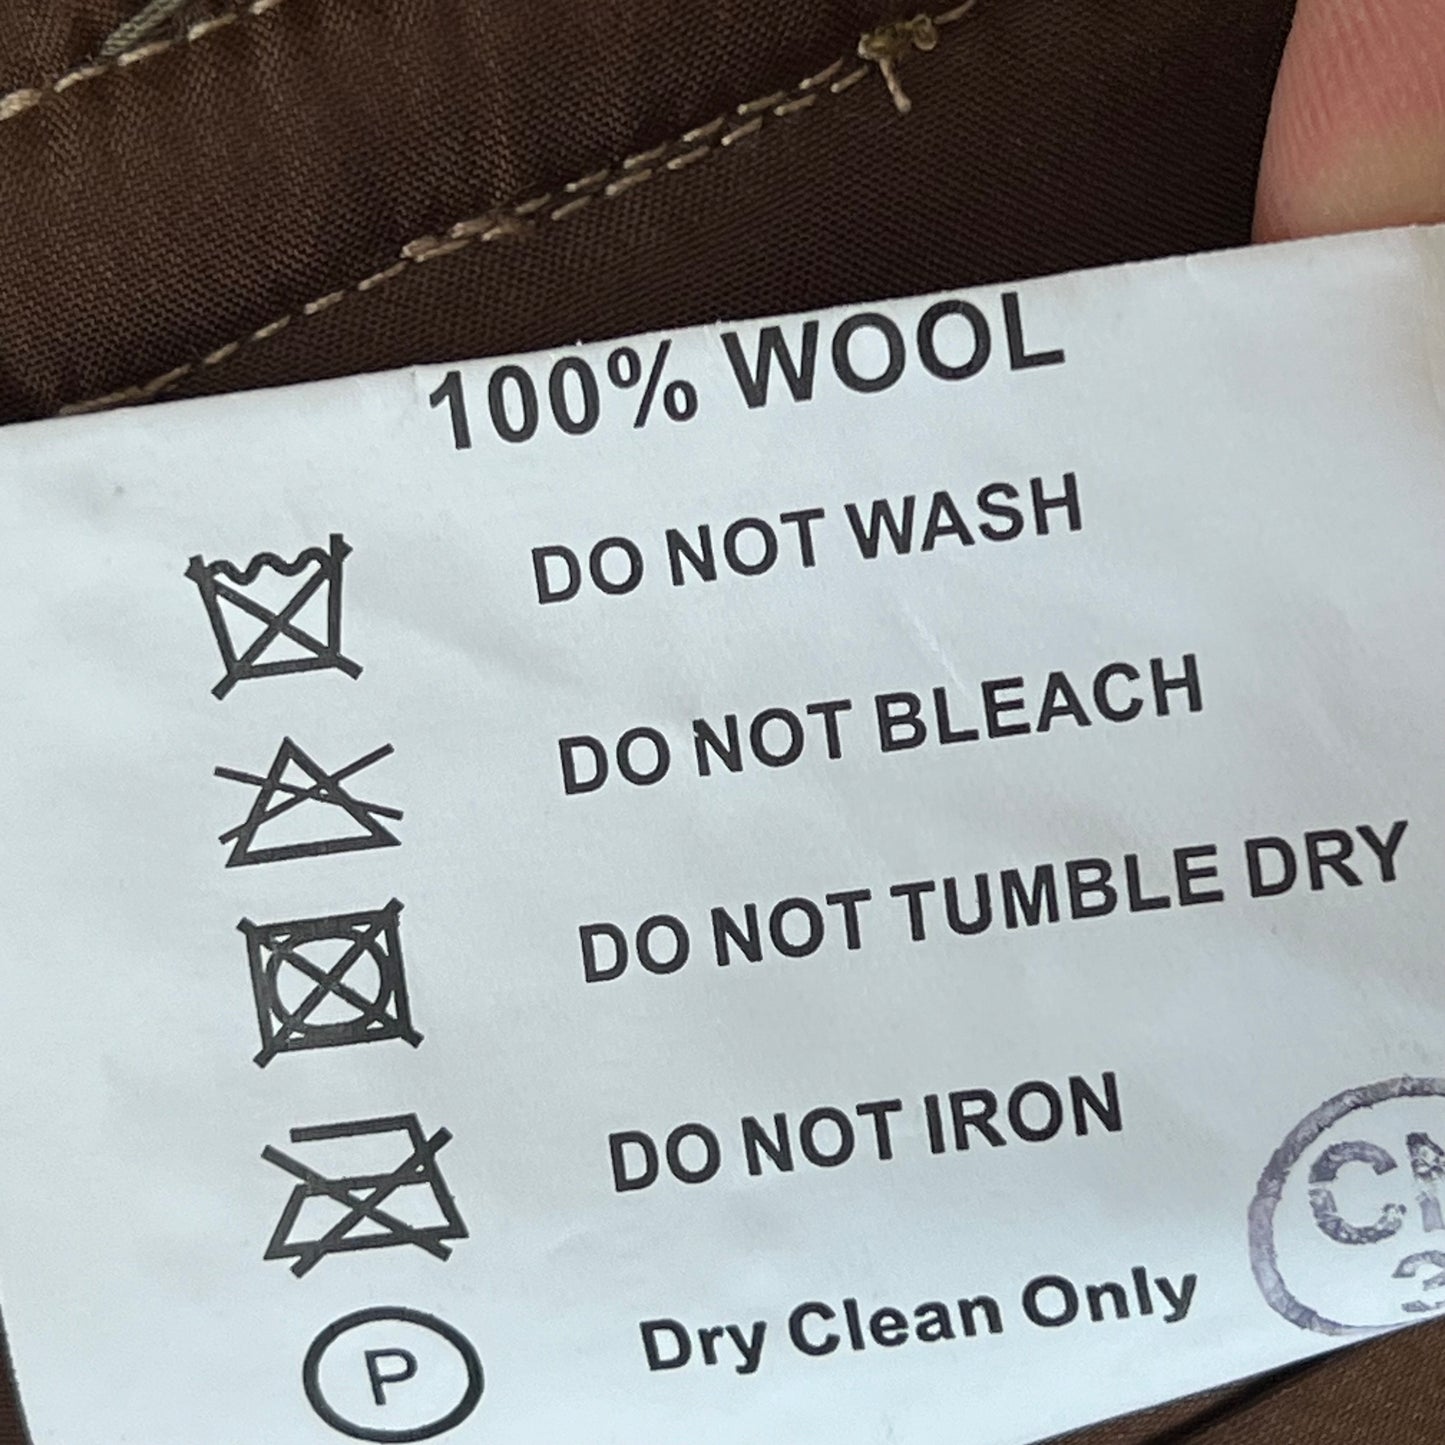 100% WOOL
DO NOT WASH
DO NOT BLEACH
DO NOT TUMBLE DRY
DO NOT IRON
P
Dry Clean Only